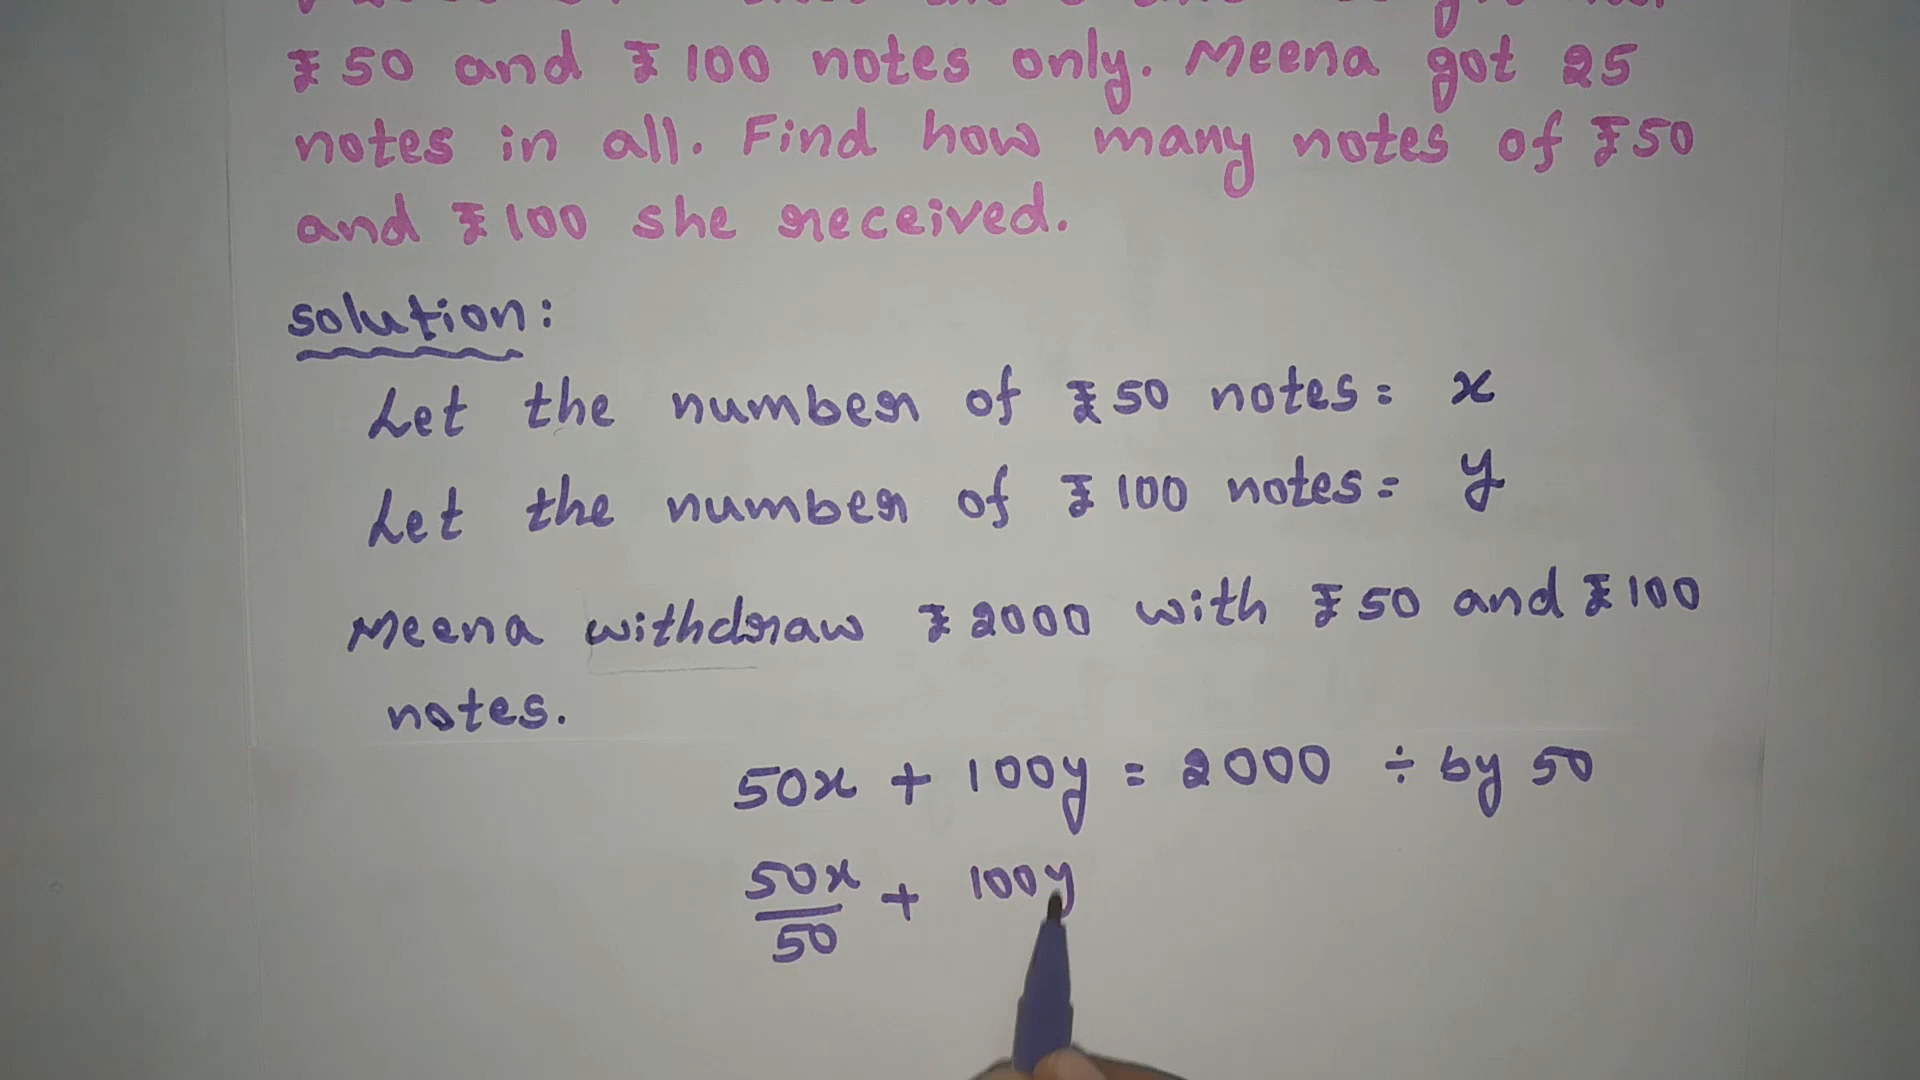 ₹50 and ₹100 notes only. Meena got 25
notes in all. Find how many notes of ₹50
and ₹100 she received.
Solution:
Let the number of ₹50 notes = x
Let the number of ₹100 notes = y
Meena withdraw ₹2000 with ₹50 and ₹100
notes.
50x + 100y = 2000 ÷ by 50
50x/50 + 100y